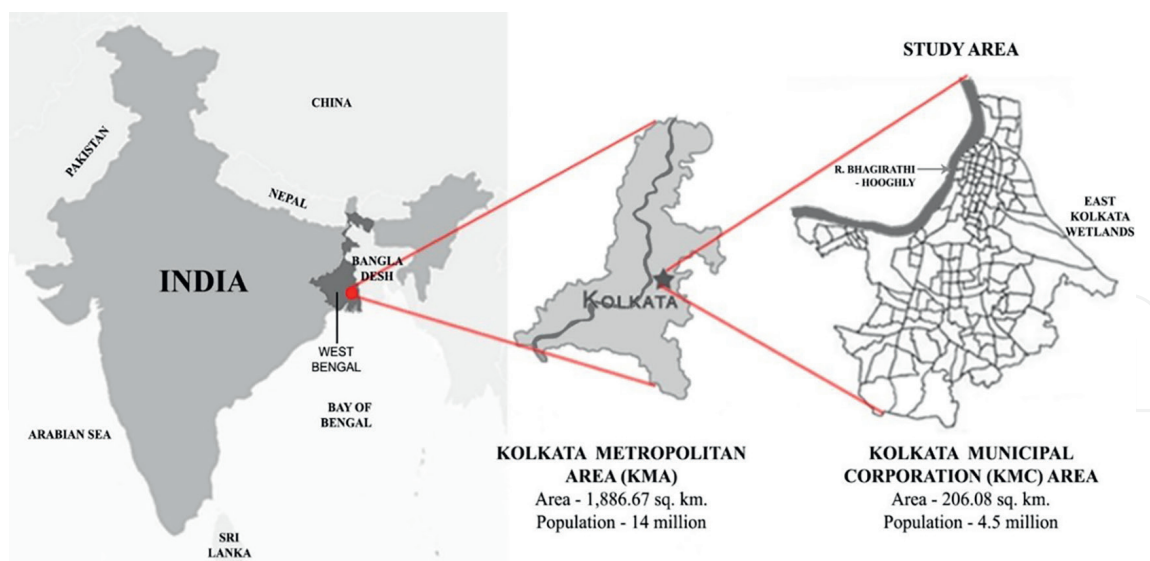 CHINA
PAKISTAN
NEPAL
INDIA
BANGLA
DESH
WEST
BENGAL
BAY OF
BENGAL
ARABIAN SEA
SRI
LANKA
KOLKATA
KOLKATA METROPOLITAN
AREA (KMA)
Area - 1,886.67 sq. km.
Population - 14 million
STUDY AREA
R. BHAGIRATHI
- HOOGHLY
EAST
KOLKATA
WETLANDS
KOLKATA MUNICIPAL
CORPORATION (KMC) AREA
Area - 206.08 sq. km.
Population - 4.5 million